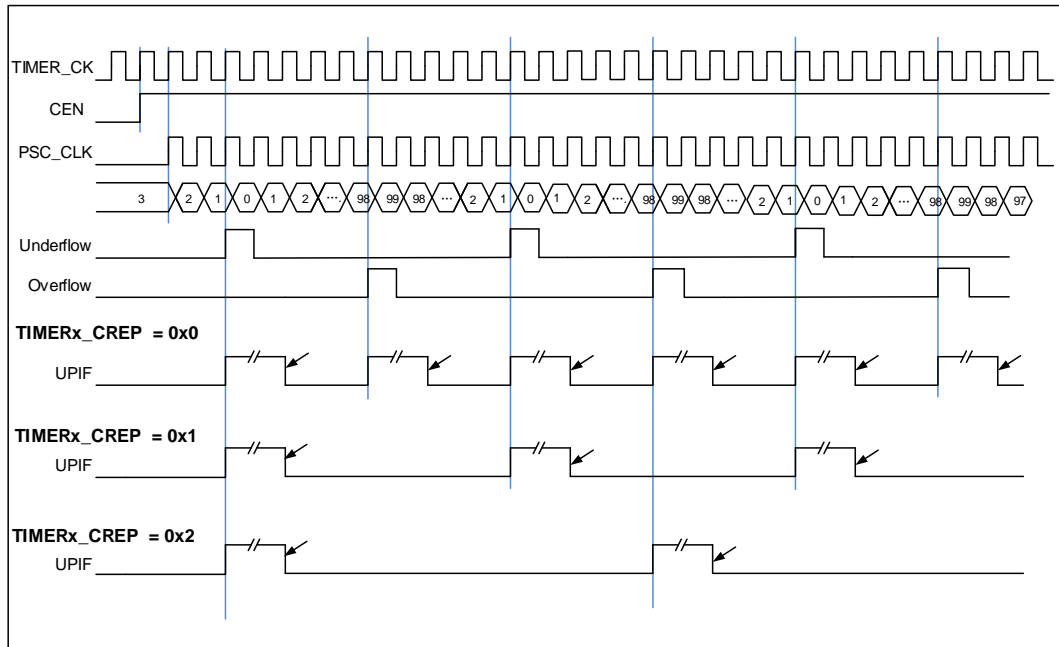 TIMER_CK
CEN
PSC_CLK
3 2 1 0 1 2 .... 98 99 98 ... 2 1 0 1 2 .... 98 99 98 ... 2 1 0 1 2 ... 98 99 98 97
Underflow
Overflow
TIMERx_CREP = 0x0
UPIF
TIMERx_CREP = 0x1
UPIF
TIMERx_CREP = 0x2
UPIF